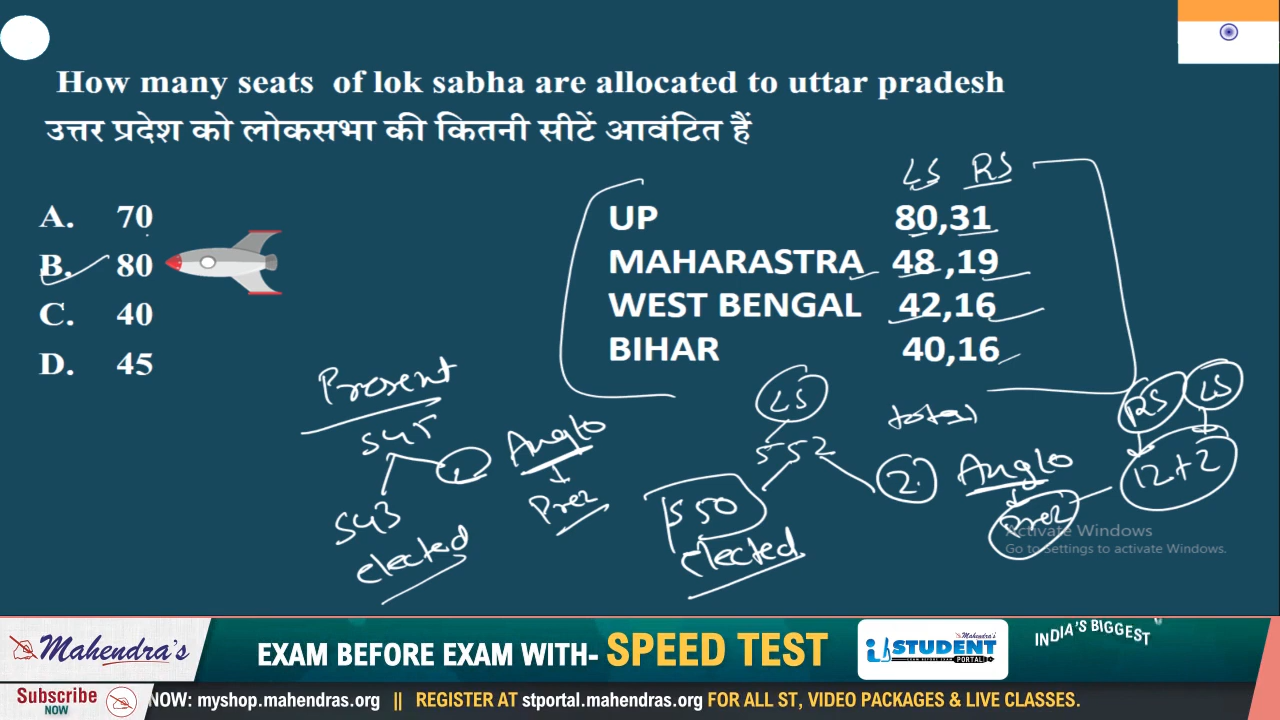 How many seats of lok sabha are allocated to uttar pradesh
उत्तर प्रदेश को लोकसभा की कितनी सीटें आवंटित हैं
A. 70
B. 80
C. 40
D. 45
LS RS
UP 80,31
MAHARASTRA 48 ,19
WEST BENGAL 42,16
BIHAR 40,16
Present
545
543
elected
2
Anglo
Prez
LS
552
550
elected
total
2
Anglo
Prez
RS LS
12+2
Activate Windows
Go to Settings to activate Windows.
Mahendra's
EXAM BEFORE EXAM WITH- SPEED TEST
Mahendra's
STUDENT
PORTAL
INDIA'S BIGGEST
Subscribe
NOW
NOW: myshop.mahendras.org || REGISTER AT stportal.mahendras.org FOR ALL ST, VIDEO PACKAGES & LIVE CLASSES.